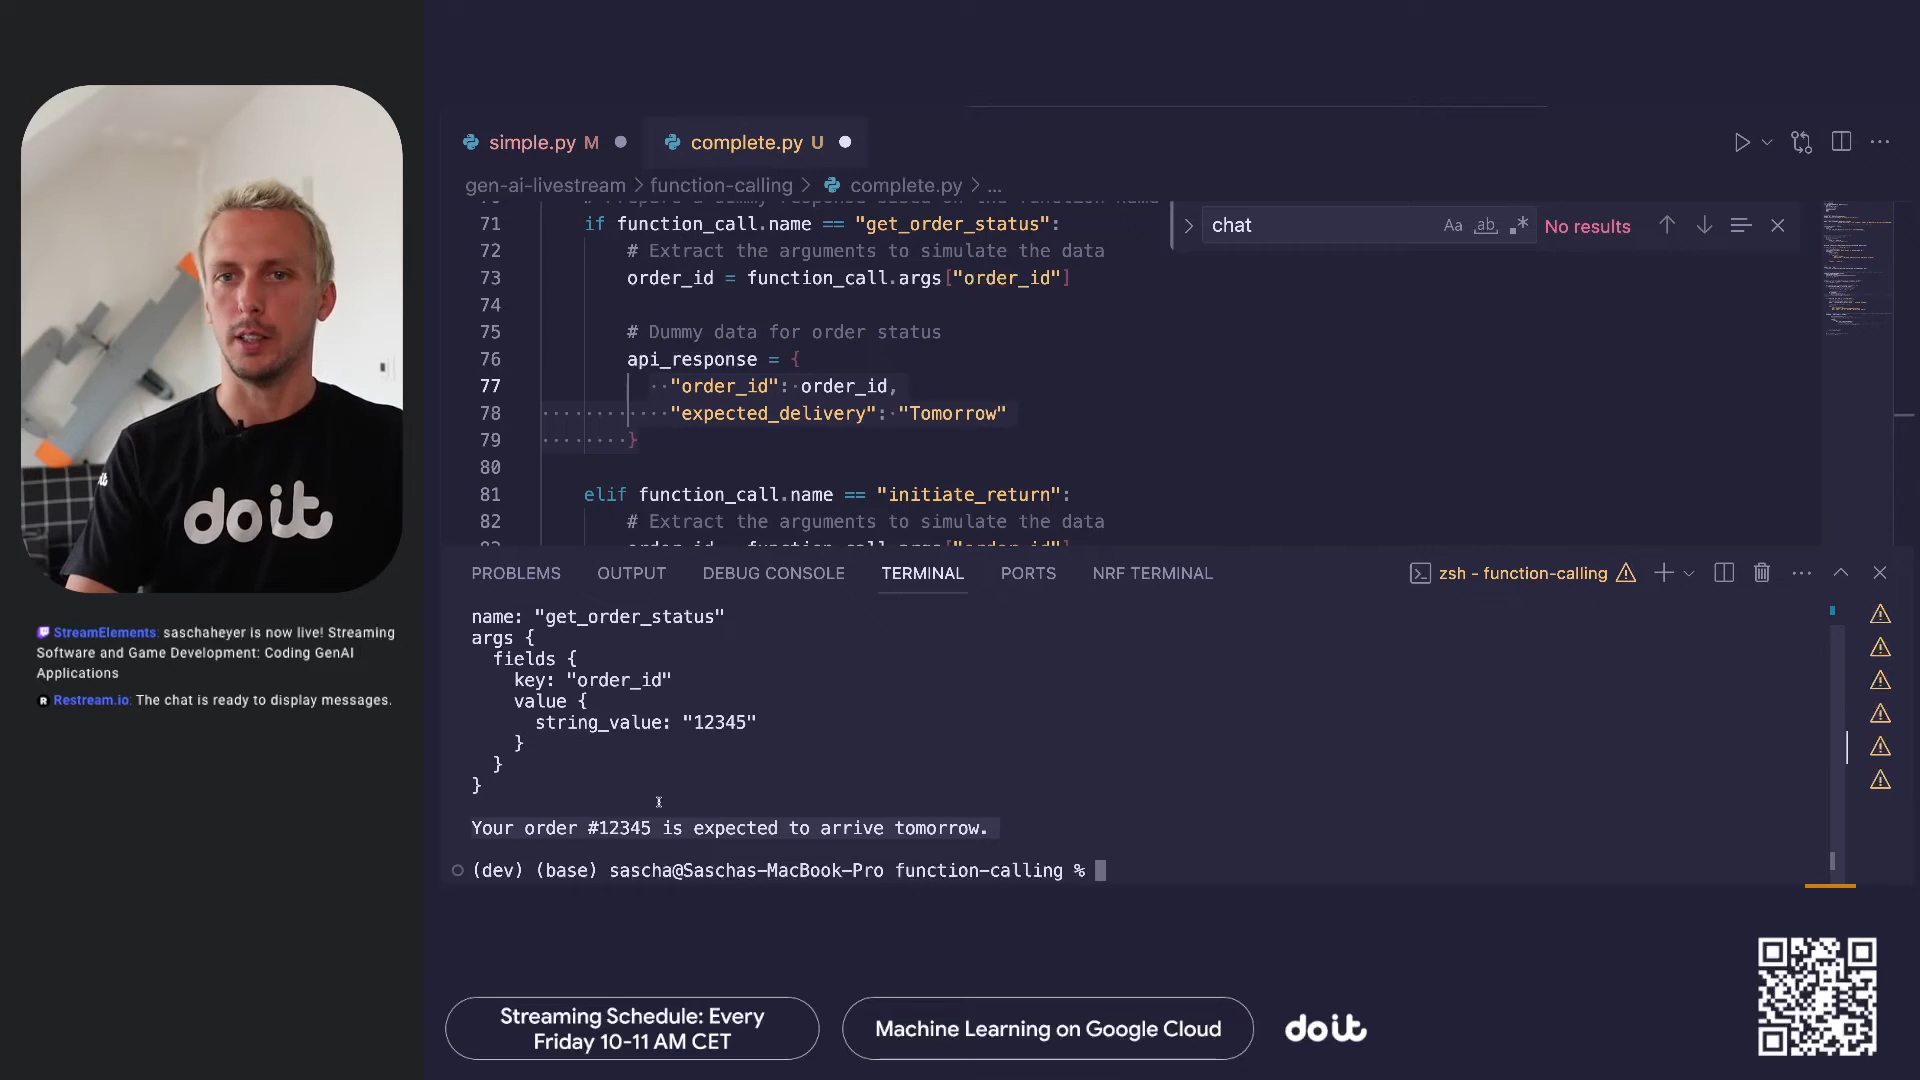 simple.py M
complete.py U
gen-ai-livestream > function-calling > complete.py > ...
71 if function_call.name == "get_order_status":
72 # Extract the arguments to simulate the data
73 order_id = function_call.args["order_id"]
74
75 # Dummy data for order status
76 api_response = {
77 "order_id": order_id,
78 "expected_delivery": "Tomorrow"
79 }
80
81 elif function_call.name == "initiate_return":
82 # Extract the arguments to simulate the data
chat
Aa ab .* No results
PROBLEMS OUTPUT DEBUG CONSOLE TERMINAL PORTS NRF TERMINAL
zsh - function-calling
name: "get_order_status"
args {
fields {
key: "order_id"
value {
string_value: "12345"
}
}
}
Your order #12345 is expected to arrive tomorrow.
(dev) (base) sascha@Saschas-MacBook-Pro function-calling %
doit
StreamElements: saschaheyer is now live! Streaming
Software and Game Development: Coding GenAI
Applications
Restream.io: The chat is ready to display messages.
Streaming Schedule: Every
Friday 10-11 AM CET
Machine Learning on Google Cloud
doit